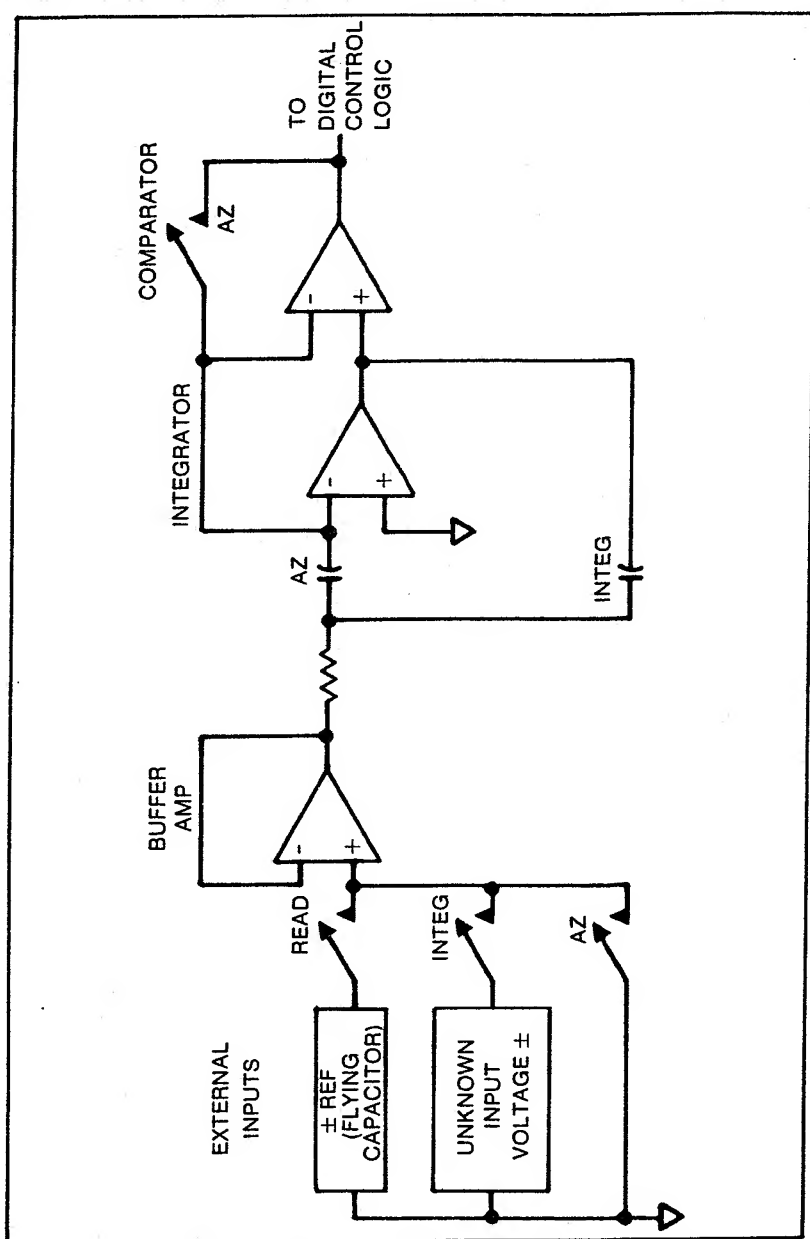 EXTERNAL
INPUTS
± REF
(FLYING
CAPACITOR)
UNKNOWN
INPUT
VOLTAGE ±
READ
INTEG
AZ
BUFFER
AMP
-
+
AZ
INTEG
INTEGRATOR
-
+
COMPARATOR
AZ
-
+
TO
DIGITAL
CONTROL
LOGIC